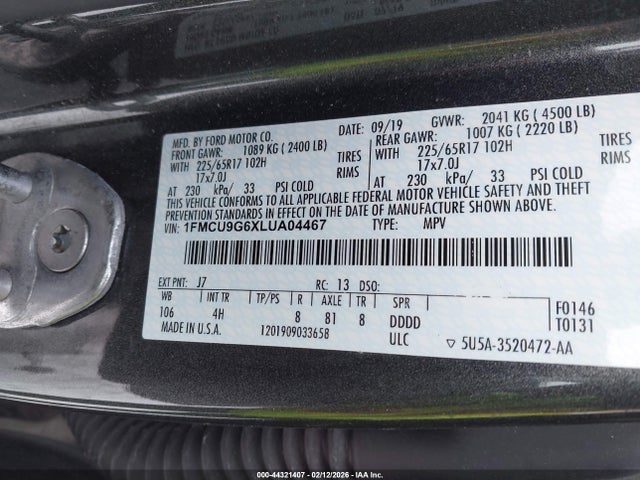 MFD. BY FORD MOTOR CO. DATE: 09/19 GVWR: 2041 KG ( 4500 LB)
FRONT GAWR: 1089 KG ( 2400 LB) REAR GAWR: 1007 KG ( 2220 LB)
WITH 225/65R17 102H TIRES WITH 225/65R17 102H TIRES
17x7.0J RIMS 17x7.0J RIMS
AT 230 kPa/ 33 PSI COLD AT 230 kPa/ 33 PSI COLD
THIS VEHICLE CONFORMS TO ALL APPLICABLE FEDERAL MOTOR VEHICLE SAFETY AND THEFT
PREVENTION STANDARDS IN EFFECT ON THE DATE OF MANUFACTURE SHOWN ABOVE.
VIN: 1FMCU9G6XLUA04467 TYPE: MPV
EXT PNT: J7 RC: 13 DSO:
WB INT TR TP/PS R AXLE TR SPR
106 4H 8 81 8 DDDD F0146
MADE IN U.S.A. 1201909033658 ULC T0131
▽ 5U5A-3520472-AA
000-44321407 - 02/12/2026 - IAA Inc.